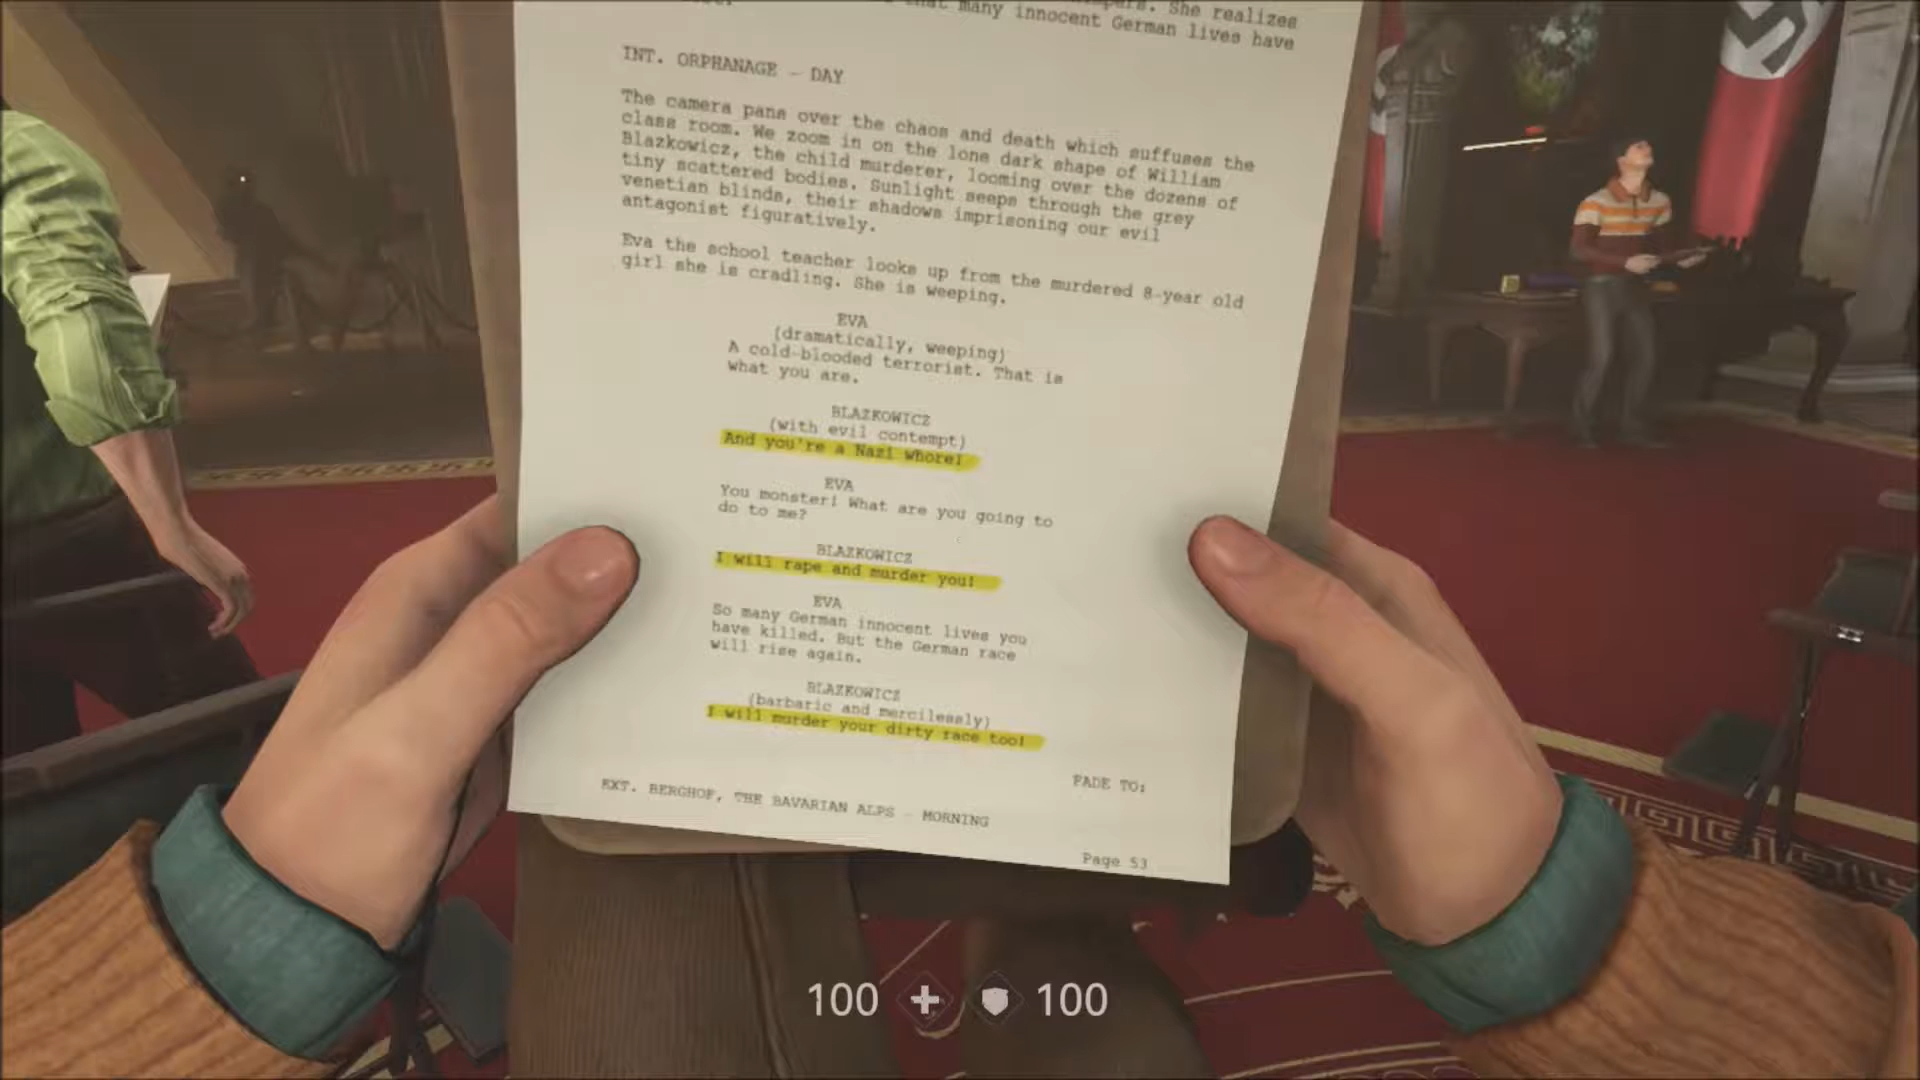 She realizes
many innocent German lives have
INT. ORPHANAGE - DAY
The camera pans over the chaos and death which suffuses the
class room. We zoom in on the lone dark shape of William
Blazkowicz, the child murderer, looming over the dozens of
tiny scattered bodies. Sunlight seeps through the grey
venetian blinds, their shadows imprisoning our evil
antagonist figuratively.
Eva the school teacher looks up from the murdered 8-year old
girl she is cradling. She is weeping.
EVA
(dramatically, weeping)
A cold-blooded terrorist. That is
what you are.
BLAZKOWICZ
(with evil contempt)
And you're a Nazi whore!
EVA
You monster! What are you going to
do to me?
BLAZKOWICZ
I will rape and murder you!
EVA
So many German innocent lives you
have killed. But the German race
will rise again.
BLAZKOWICZ
(barbaric and mercilessly)
I will murder your dirty race too!
FADE TO:
EXT. BERGHOF, THE BAVARIAN ALPS - MORNING
Page 53
100 100